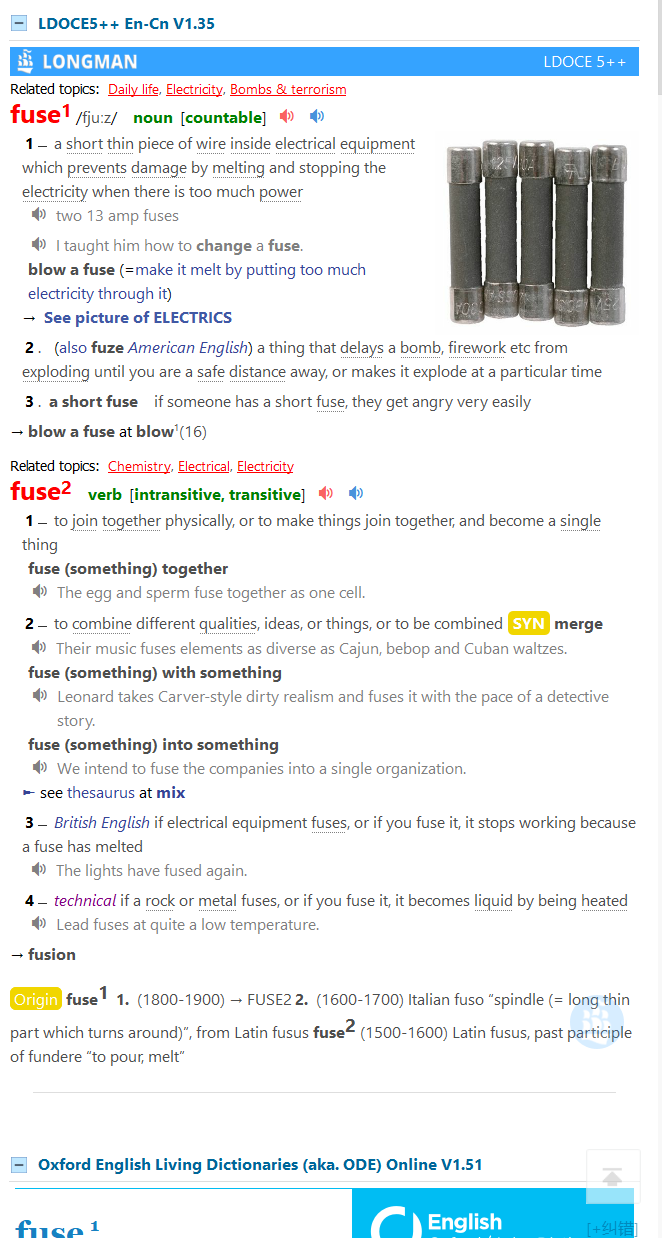 LDOCE5++ En-Cn V1.35
LONGMAN LDOCE 5++
Related topics: Daily life, Electricity, Bombs & terrorism
fuse1 /fjuːz/ noun [countable]
1 – a short thin piece of wire inside electrical equipment
which prevents damage by melting and stopping the
electricity when there is too much power
two 13 amp fuses
I taught him how to change a fuse.
blow a fuse (=make it melt by putting too much
electricity through it)
→ See picture of ELECTRICS
2 . (also fuze American English) a thing that delays a bomb, firework etc from
exploding until you are a safe distance away, or makes it explode at a particular time
3 . a short fuse if someone has a short fuse, they get angry very easily
→ blow a fuse at blow1(16)
Related topics: Chemistry, Electrical, Electricity
fuse2 verb [intransitive, transitive]
1 – to join together physically, or to make things join together, and become a single
thing
fuse (something) together
The egg and sperm fuse together as one cell.
2 – to combine different qualities, ideas, or things, or to be combined SYN merge
Their music fuses elements as diverse as Cajun, bebop and Cuban waltzes.
fuse (something) with something
Leonard takes Carver-style dirty realism and fuses it with the pace of a detective
story.
fuse (something) into something
We intend to fuse the companies into a single organization.
► see thesaurus at mix
3 – British English if electrical equipment fuses, or if you fuse it, it stops working because
a fuse has melted
The lights have fused again.
4 – technical if a rock or metal fuses, or if you fuse it, it becomes liquid by being heated
Lead fuses at quite a low temperature.
→ fusion
Origin fuse1 1. (1800-1900) → FUSE2 2. (1600-1700) Italian fuso “spindle (= long thin
part which turns around)”, from Latin fusus fuse2 (1500-1600) Latin fusus, past participle
of fundere “to pour, melt”
Oxford English Living Dictionaries (aka. ODE) Online V1.51
fuse 1
English
[+纠错]